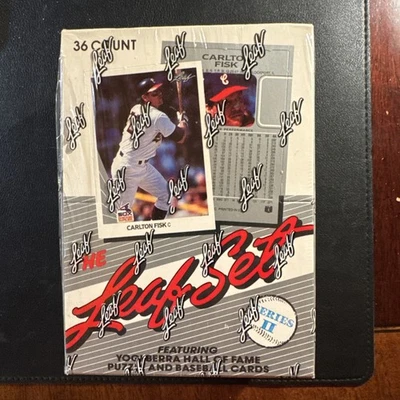 36 COUNT
CARLTON
FISK
Leaf
CARLTON FISK C
THE
Leaf Set
SERIES
II
FEATURING
YOGI BERRA HALL OF FAME
PUZZLE AND BASEBALL CARDS